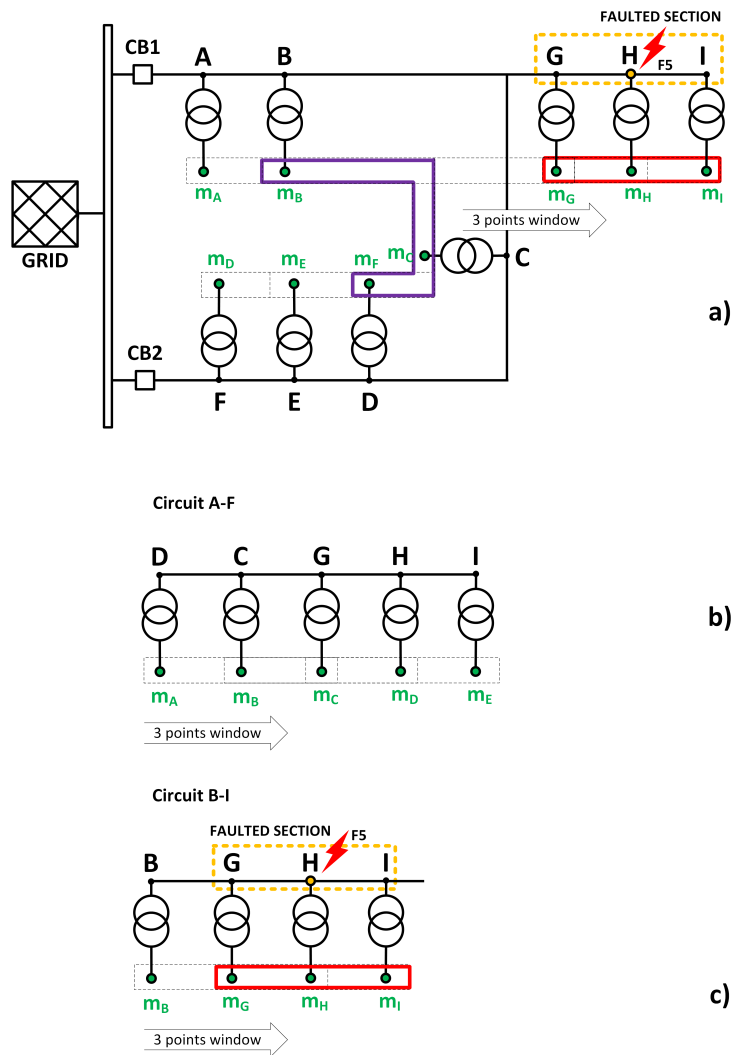 FAULTED SECTION
CB1
A
B
G
H
F5
I
mA
mB
mG
mH
mI
3 points window
GRID
mD
mE
mF
mC
C
a)
CB2
F
E
D
Circuit A-F
D
C
G
H
I
b)
mA
mB
mC
mD
mE
3 points window
Circuit B-I
FAULTED SECTION
F5
B
G
H
I
mB
mG
mH
mI
c)
3 points window